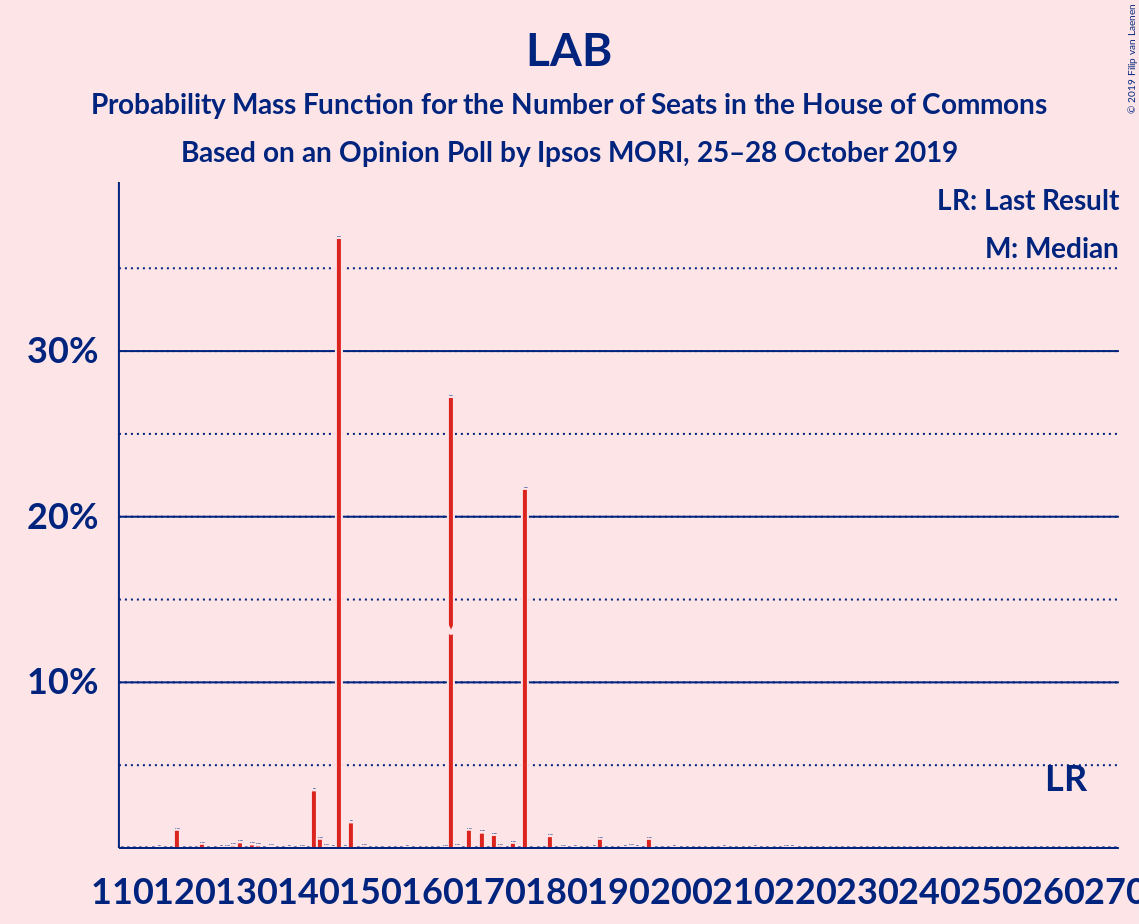 LAB
Probability Mass Function for the Number of Seats in the House of Commons
Based on an Opinion Poll by Ipsos MORI, 25–28 October 2019
© 2019 Filip van Laenen
LR: Last Result
M: Median
30%
20%
10%
LR
110 120 130 140 150 160 170 180 190 200 210 220 230 240 250 260 270